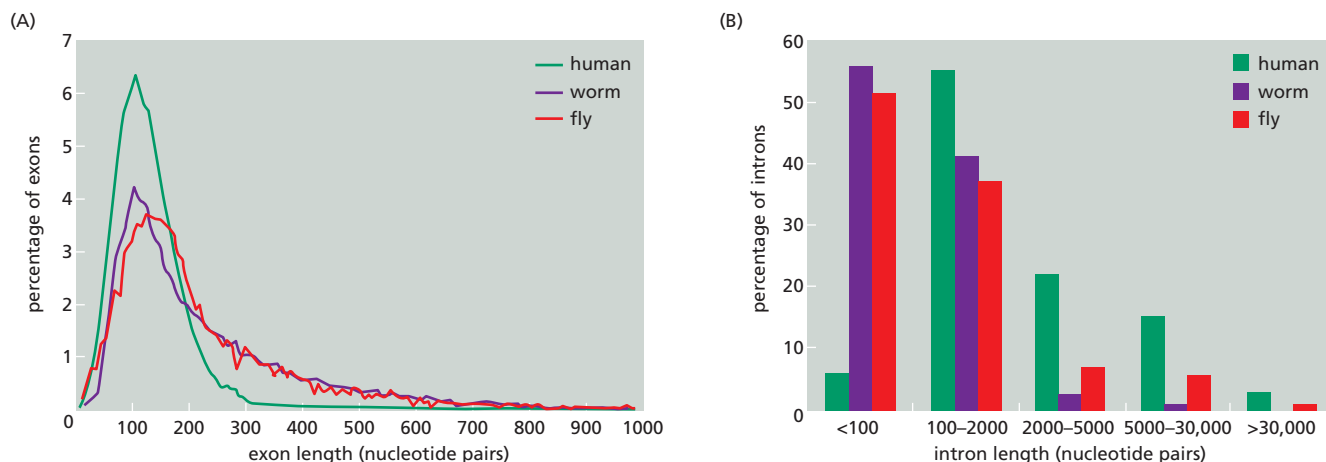 (A)
7
6
5
4
3
2
1
0
percentage of exons
human
worm
fly
100 200 300 400 500 600 700 800 900 1000
exon length (nucleotide pairs)
(B)
60
50
40
30
20
10
0
percentage of introns
human
worm
fly
<100 100–2000 2000–5000 5000–30,000 >30,000
intron length (nucleotide pairs)